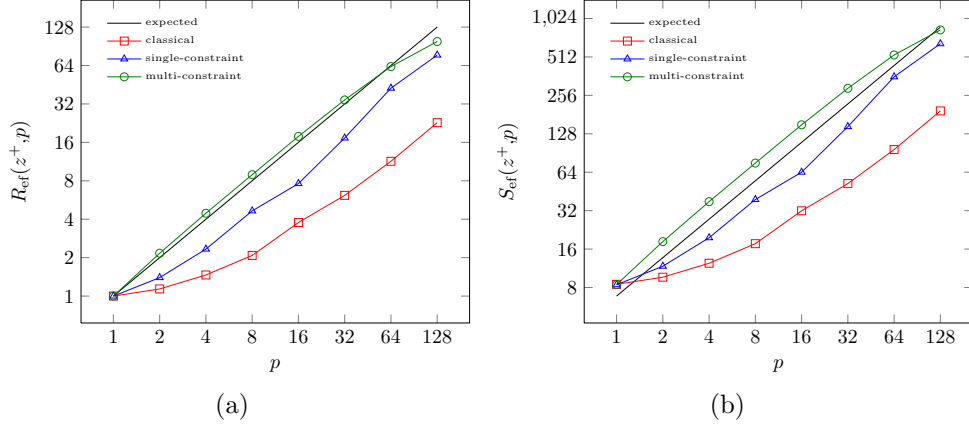 128
64
32
16
8
4
2
1
R_ef(z^+,p)
expected
classical
single-constraint
multi-constraint
1 2 4 8 16 32 64 128
p
(a)
1,024
512
256
128
64
32
16
8
S_ef(z^+,p)
expected
classical
single-constraint
multi-constraint
1 2 4 8 16 32 64 128
p
(b)